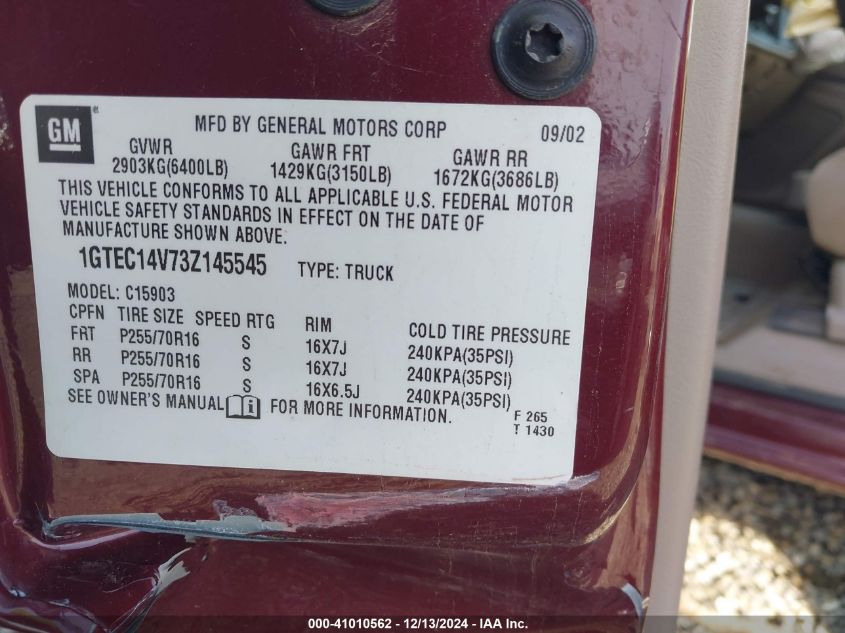 GM
MFD BY GENERAL MOTORS CORP 09/02
GVWR GAWR FRT GAWR RR
2903KG(6400LB) 1429KG(3150LB) 1672KG(3686LB)
THIS VEHICLE CONFORMS TO ALL APPLICABLE U.S. FEDERAL MOTOR
VEHICLE SAFETY STANDARDS IN EFFECT ON THE DATE OF
MANUFACTURE SHOWN ABOVE.
1GTEC14V73Z145545 TYPE: TRUCK
MODEL: C15903
CPFN TIRE SIZE SPEED RTG RIM COLD TIRE PRESSURE
FRT P255/70R16 S 16X7J 240KPA(35PSI)
RR P255/70R16 S 16X7J 240KPA(35PSI)
SPA P255/70R16 S 16X6.5J 240KPA(35PSI)
SEE OWNER'S MANUAL FOR MORE INFORMATION.
F 265
T 1430
000-41010562 - 12/13/2024 - IAA Inc.